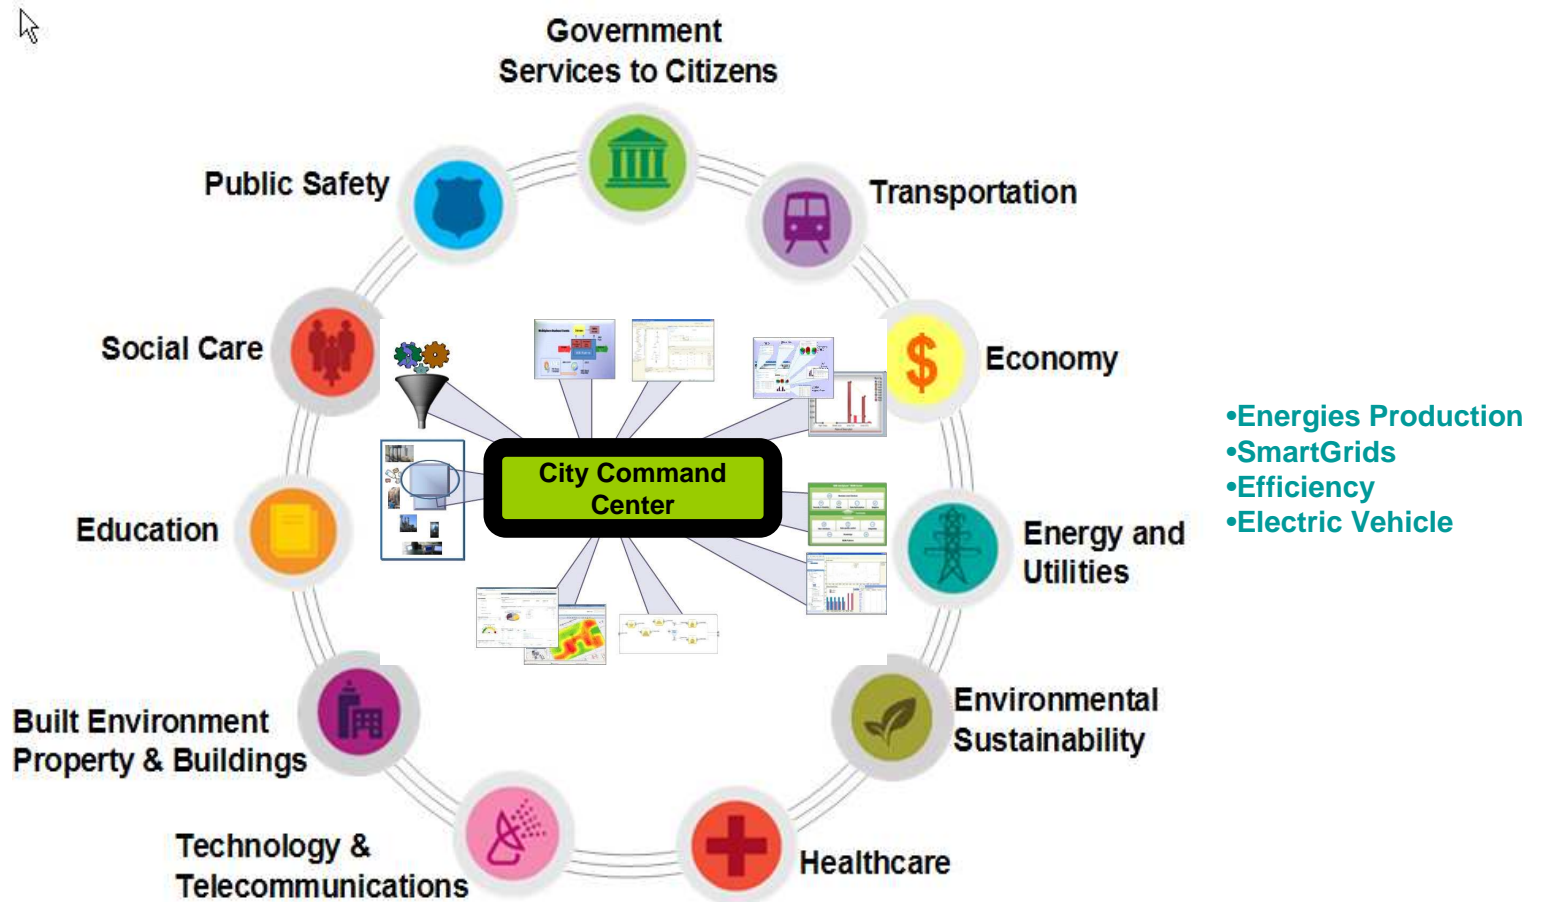 Government
Services to Citizens
Public Safety
Transportation
Social Care
Economy
City Command
Center
•Energies Production
•SmartGrids
•Efficiency
•Electric Vehicle
Education
Energy and
Utilities
Built Environment
Property & Buildings
Environmental
Sustainability
Technology &
Telecommunications
Healthcare
$